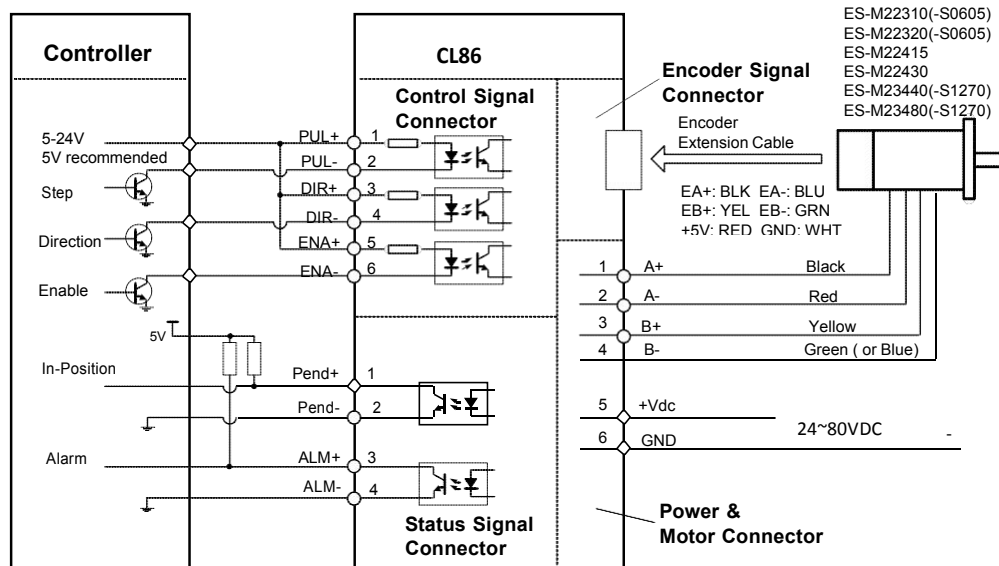 ES-M22310(-S0605)
ES-M22320(-S0605)
ES-M22415
ES-M22430
ES-M23440(-S1270)
ES-M23480(-S1270)
Controller
CL86
Control Signal
Connector
Encoder Signal
Connector
Encoder
Extension Cable
EA+: BLK EA-: BLU
EB+: YEL EB-: GRN
+5V: RED GND: WHT
5-24V
5V recommended
Step
Direction
Enable
5V
In-Position
Alarm
PUL+ 1
PUL- 2
DIR+ 3
DIR- 4
ENA+ 5
ENA- 6
Pend+ 1
Pend- 2
ALM+ 3
ALM- 4
Status Signal
Connector
1 A+ Black
2 A- Red
3 B+ Yellow
4 B- Green ( or Blue)
5 +Vdc
24~80VDC -
6 GND
Power &
Motor Connector